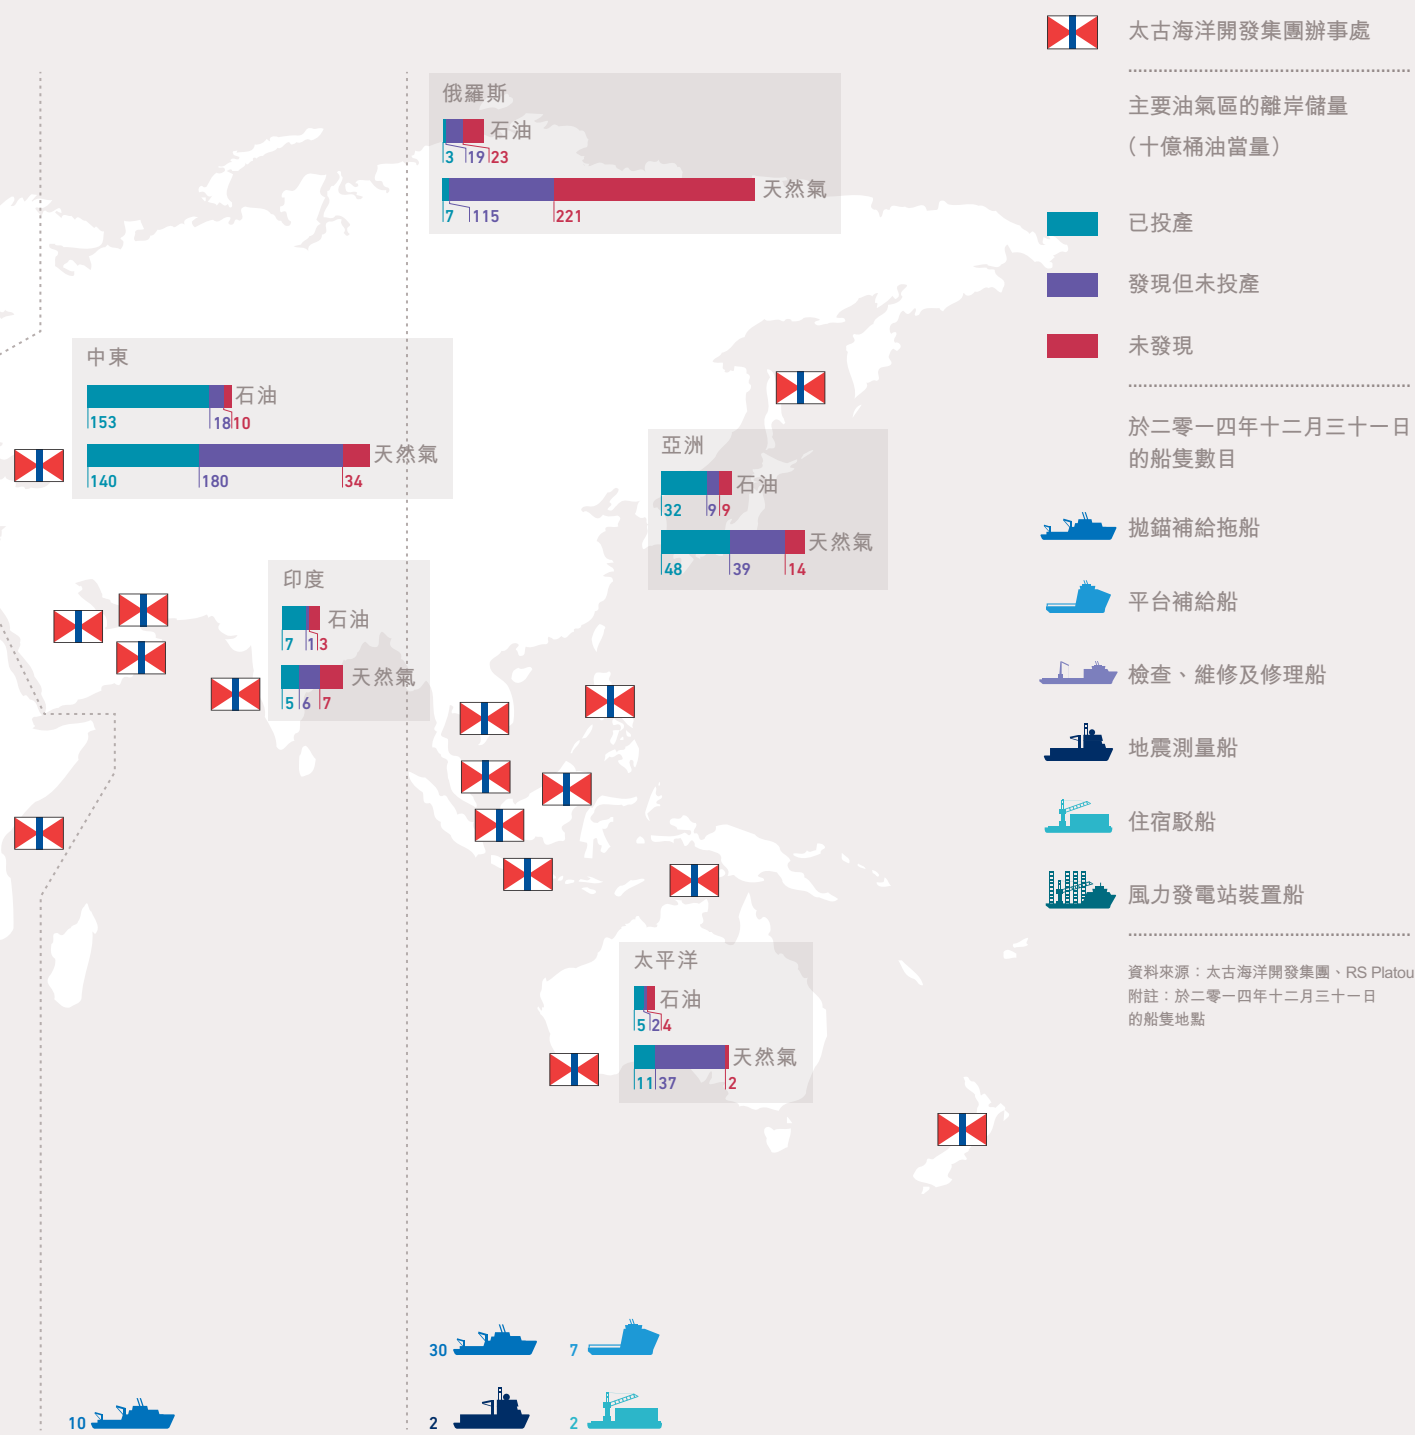 俄羅斯
石油
3 19 23
天然氣
7 115 221
中東
石油
153 18 10
天然氣
140 180 34
亞洲
石油
32 9 9
天然氣
48 39 14
印度
石油
7 1 3
天然氣
5 6 7
太平洋
石油
5 2 4
天然氣
11 37 2
30 7
10 2 2
太古海洋開發集團辦事處
主要油氣區的離岸儲量
(十億桶油當量)
已投產
發現但未投產
未發現
於二零一四年十二月三十一日
的船隻數目
拋錨補給拖船
平台補給船
檢查、維修及修理船
地震測量船
住宿駁船
風力發電站裝置船
資料來源：太古海洋開發集團、RS Platou
附註：於二零一四年十二月三十一日
的船隻地點